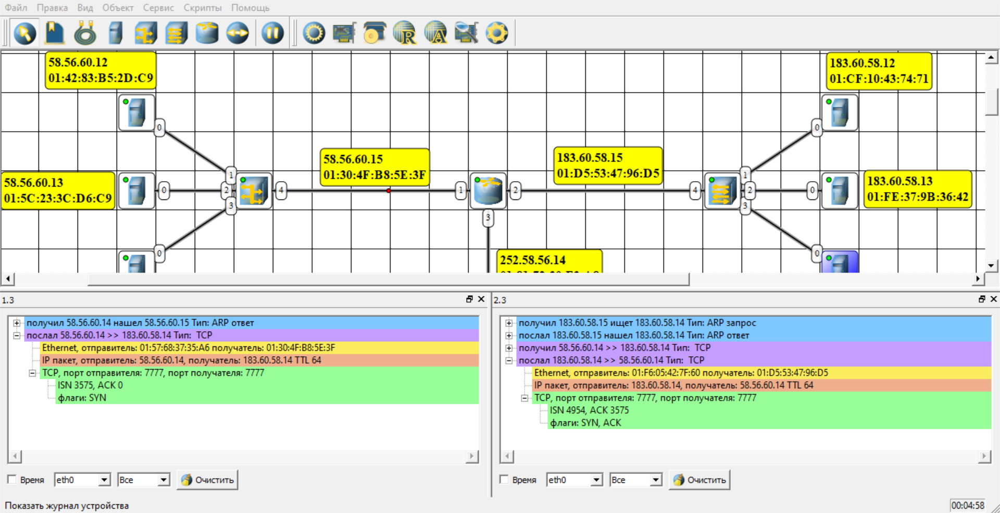 Файл Правка Вид Объект Сервис Скрипты Помощь
R A
58.56.60.12
01:42:83:B5:2D:C9
183.60.58.12
01:CF:10:43:74:71
0
0
58.56.60.15
01:30:4F:B8:5E:3F
183.60.58.15
01:D5:53:47:96:D5
1
1
58.56.60.13
01:5C:23:3C:D6:C9
183.60.58.13
01:FE:37:9B:36:42
0 2 4 1 2 4 2 0
3
3
3
0
0
252.58.56.14
1.3
2.3
получил 58.56.60.14 нашел 58.56.60.15 Тип: ARP ответ
послал 58.56.60.14 >> 183.60.58.14 Тип: TCP
Ethernet, отправитель: 01:57:68:37:35:A6 получатель: 01:30:4F:B8:5E:3F
IP пакет, отправитель: 58.56.60.14, получатель: 183.60.58.14 TTL 64
TCP, порт отправителя: 7777, порт получателя: 7777
ISN 3575, ACK 0
флаги: SYN
получил 183.60.58.15 ищет 183.60.58.14 Тип: ARP запрос
послал 183.60.58.15 нашел 183.60.58.14 Тип: ARP ответ
получил 58.56.60.14 >> 183.60.58.14 Тип: TCP
послал 183.60.58.14 >> 58.56.60.14 Тип: TCP
Ethernet, отправитель: 01:F6:05:42:7F:60 получатель: 01:D5:53:47:96:D5
IP пакет, отправитель: 183.60.58.14, получатель: 58.56.60.14 TTL 64
TCP, порт отправителя: 7777, порт получателя: 7777
ISN 4954, ACK 3575
флаги: SYN, ACK
Время eth0 Все Очистить
Время eth0 Все Очистить
Показать журнал устройства
00:04:58